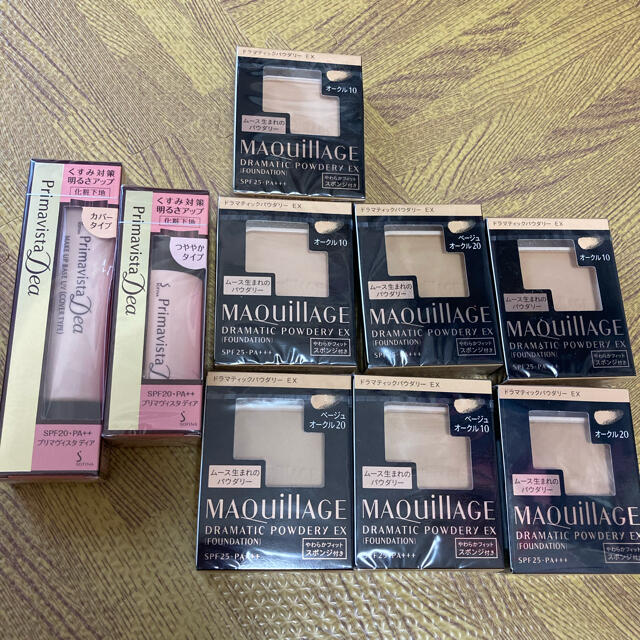 ドラマティックパウダリー EX
オークル10
ムース生まれの
パウダリー
MAQuillAGE
DRAMATIC POWDERY EX
(FOUNDATION)
SPF25・PA+++
やわらかフィット
スポンジ付き
くすみ対策
明るさアップ
化粧下地
カバー
タイプ
Primavista Dea
Primavista Dea
MAKE UP BASE UV (COVER TYPE)
SPF20・PA++
プリマヴィスタ ディア
SOFINA
くすみ対策
明るさアップ
化粧下地
つややか
タイプ
Primavista Dea
Primavista
SPF20・PA++
プリマヴィスタ ディア
SOFINA
ドラマティックパウダリー EX
オークル10
ムース生まれの
パウダリー
MAQuillAGE
DRAMATIC POWDERY EX
(FOUNDATION)
SPF25・PA+++
やわらかフィット
スポンジ付き
ドラマティックパウダリー EX
ベージュ
オークル20
ムース生まれの
パウダリー
MAQuillAGE
DRAMATIC POWDERY EX
(FOUNDATION)
やわらかフィット
スポンジ付き
ドラマティックパウダリー EX
オークル10
ムース生まれの
パウダリー
MAQuillAGE
DRAMATIC POWDERY EX
(FOUNDATION)
SPF25・PA+++
やわらかフィット
スポンジ付き
ドラマティックパウダリー EX
ベージュ
オークル20
ムース生まれの
パウダリー
MAQuillAGE
DRAMATIC POWDERY EX
(FOUNDATION)
SPF25・PA+++
やわらかフィット
スポンジ付き
ドラマティックパウダリー EX
ベージュ
オークル10
ムース生まれの
パウダリー
MAQuillAGE
DRAMATIC POWDERY EX
(FOUNDATION)
SPF25・PA+++
やわらかフィット
スポンジ付き
ドラマティックパウダリー EX
オークル20
ムース生まれの
パウダリー
MAQuillAGE
DRAMATIC POWDERY EX
(FOUNDATION)
SPF25・PA+++
やわらかフィット
スポンジ付き